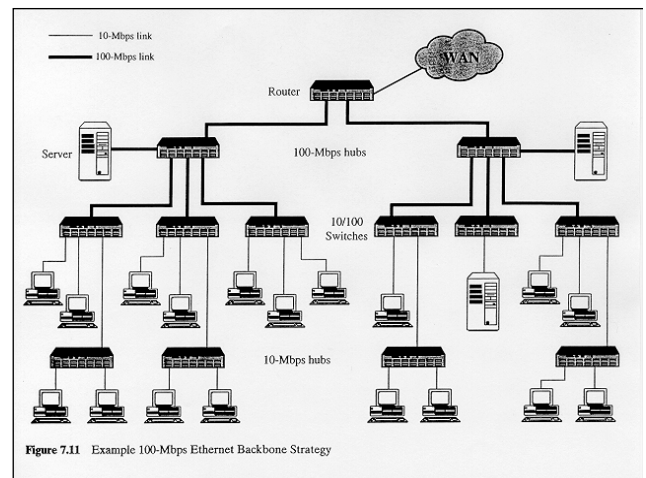 10-Mbps link
100-Mbps link
WAN
Router
Server
100-Mbps hubs
10/100
Switches
10-Mbps hubs
Figure 7.11 Example 100-Mbps Ethernet Backbone Strategy